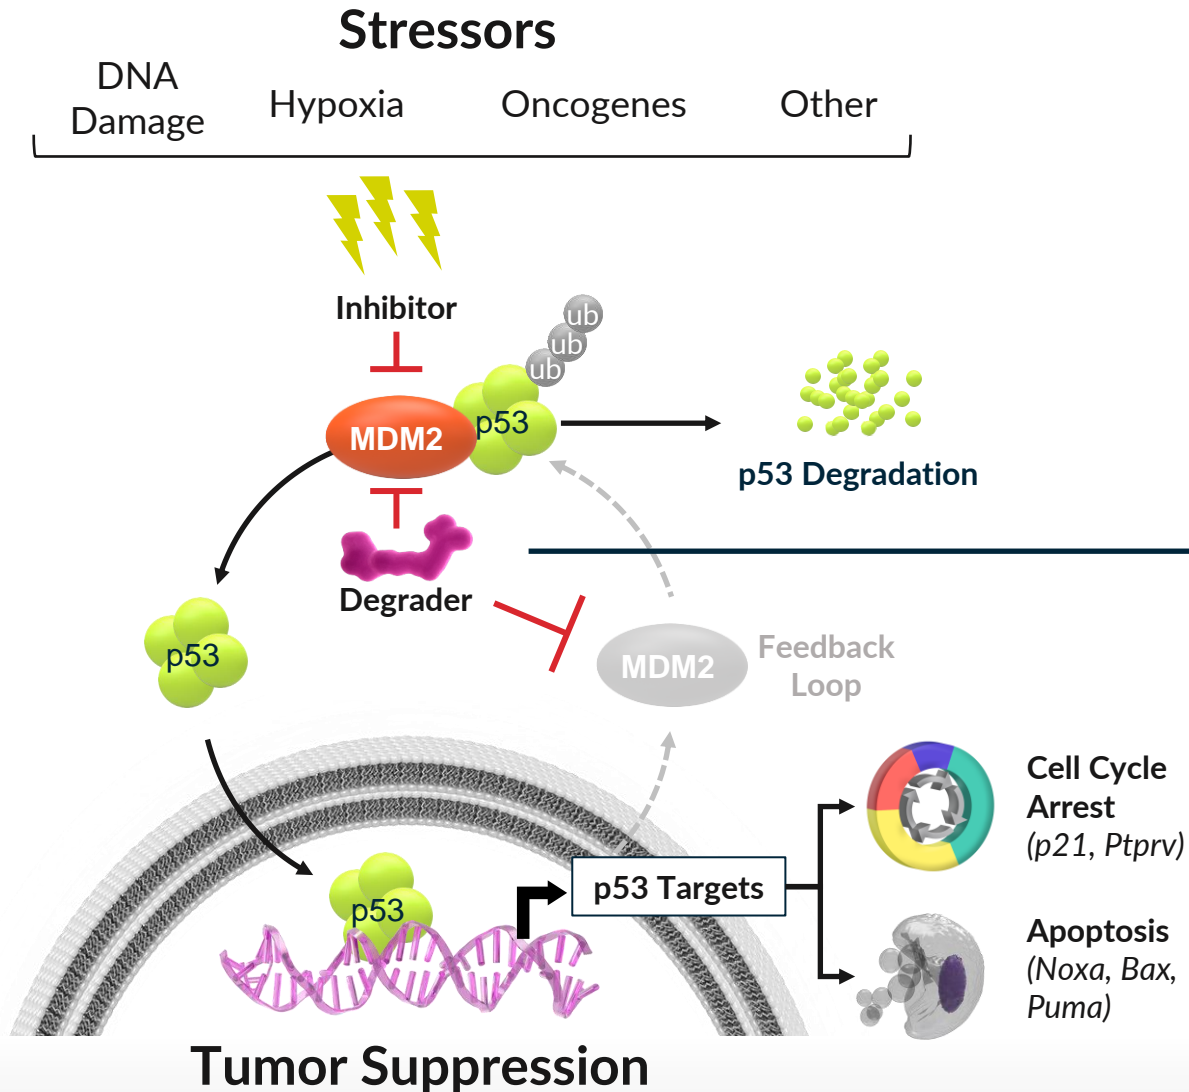 Stressors
DNA
Damage
Hypoxia
Oncogenes
Other
Inhibitor
ub
ub
ub
MDM2
p53
p53 Degradation
Degrader
p53
MDM2
Feedback
Loop
Cell Cycle
Arrest
(p21, Ptprv)
p53 Targets
p53
Apoptosis
(Noxa, Bax,
Puma)
Tumor Suppression